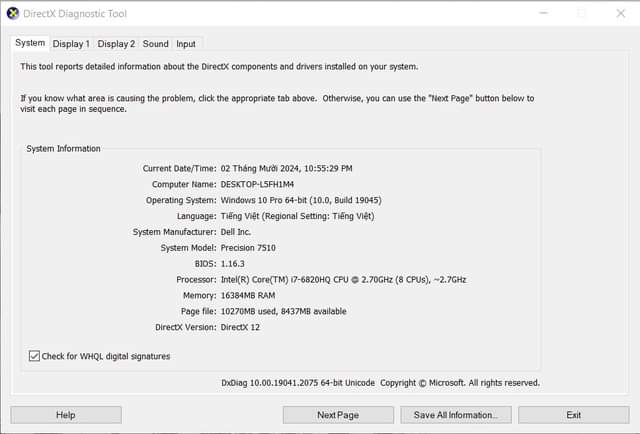 DirectX Diagnostic Tool
System Display 1 Display 2 Sound Input
This tool reports detailed information about the DirectX components and drivers installed on your system.
If you know what area is causing the problem, click the appropriate tab above.  Otherwise, you can use the "Next Page" button below to
visit each page in sequence.
System Information
Current Date/Time: 02 Tháng Mười 2024, 10:55:29 PM
Computer Name: DESKTOP-L5FH1M4
Operating System: Windows 10 Pro 64-bit (10.0, Build 19045)
Language: Tiếng Việt (Regional Setting: Tiếng Việt)
System Manufacturer: Dell Inc.
System Model: Precision 7510
BIOS: 1.16.3
Processor: Intel(R) Core(TM) i7-6820HQ CPU @ 2.70GHz (8 CPUs), ~2.7GHz
Memory: 16384MB RAM
Page file: 10270MB used, 8437MB available
DirectX Version: DirectX 12
Check for WHQL digital signatures
DxDiag 10.00.19041.2075 64-bit Unicode  Copyright © Microsoft. All rights reserved.
Help Next Page Save All Information... Exit